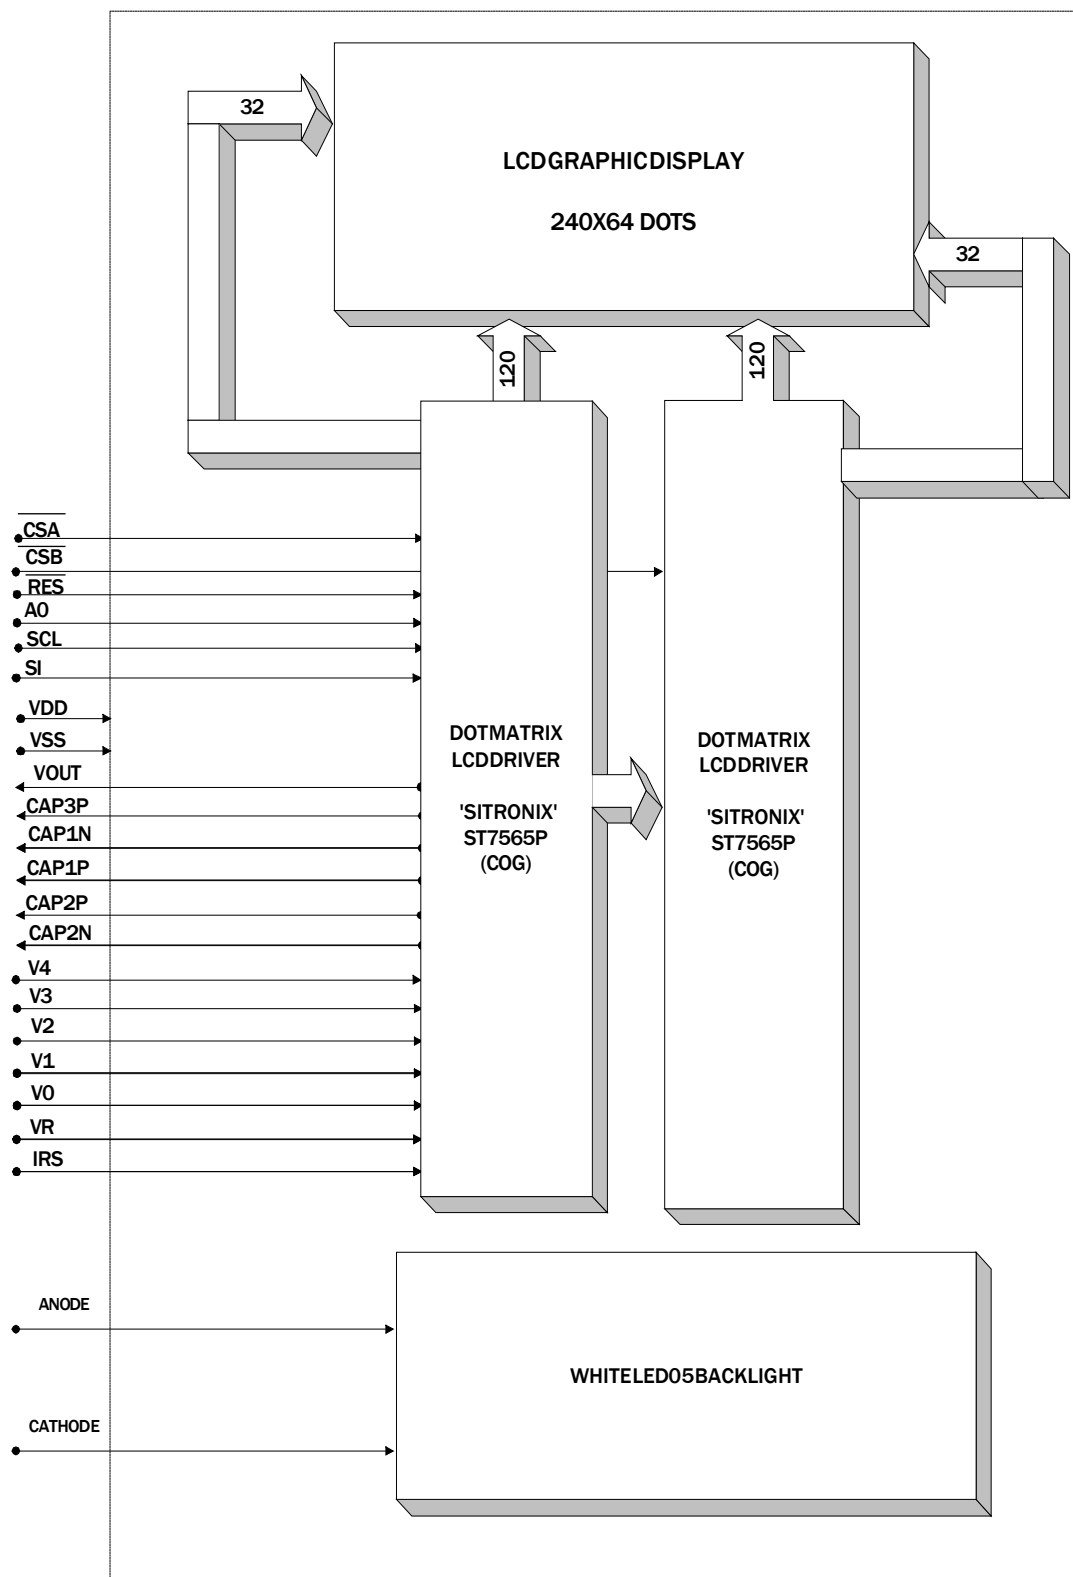 32
LCDGRAPHICDISPLAY
240X64 DOTS
32
120
120
CSA
CSB
RES
A0
SCL
SI
VDD
VSS
VOUT
CAP3P
CAP1N
CAP1P
CAP2P
CAP2N
V4
V3
V2
V1
V0
VR
IRS
DOTMATRIX
LCDDRIVER
'SITRONIX'
ST7565P
(COG)
DOTMATRIX
LCDDRIVER
'SITRONIX'
ST7565P
(COG)
ANODE
CATHODE
WHITELED05BACKLIGHT